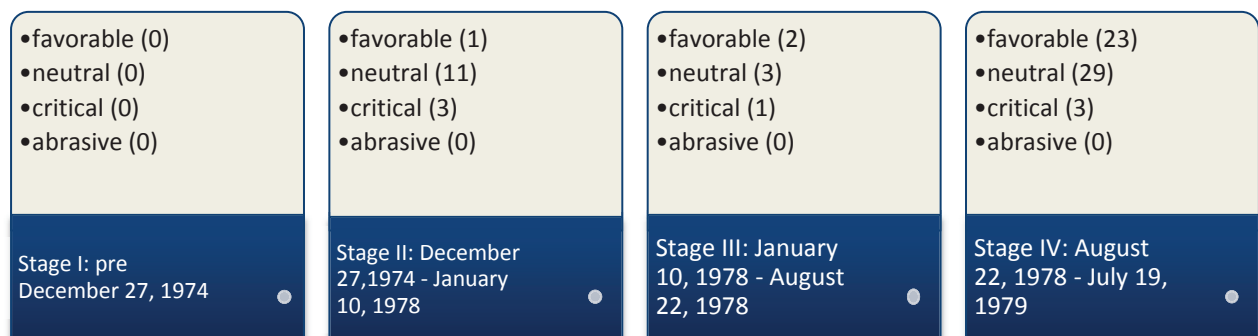 •favorable (0)
•neutral (0)
•critical (0)
•abrasive (0)
Stage I: pre
December 27, 1974
•favorable (1)
•neutral (11)
•critical (3)
•abrasive (0)
Stage II: December
27,1974 - January
10, 1978
•favorable (2)
•neutral (3)
•critical (1)
•abrasive (0)
Stage III: January
10, 1978 - August
22, 1978
•favorable (23)
•neutral (29)
•critical (3)
•abrasive (0)
Stage IV: August
22, 1978 - July 19,
1979